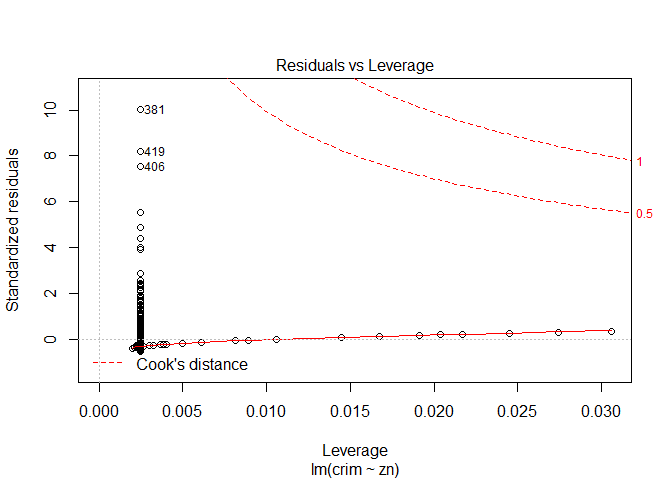 Residuals vs Leverage
Standardized residuals
10
8
6
4
2
0
381
419
406
1
0.5
Cook's distance
0.000 0.005 0.010 0.015 0.020 0.025 0.030
Leverage
lm(crim ~ zn)